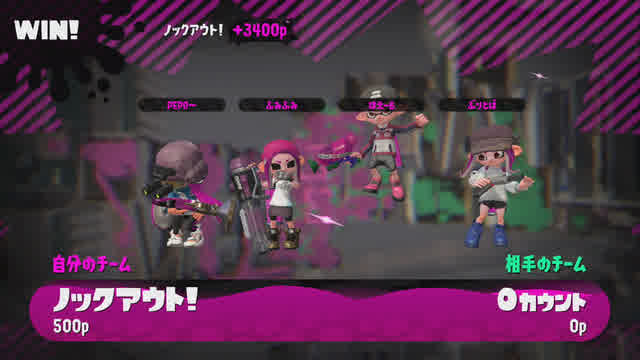 WIN!
ノックアウト! +3400p
PEPO〜
ふみふみ
ぶりとば
自分のチーム
相手のチーム
ノックアウト!
0カウント
500p
0p